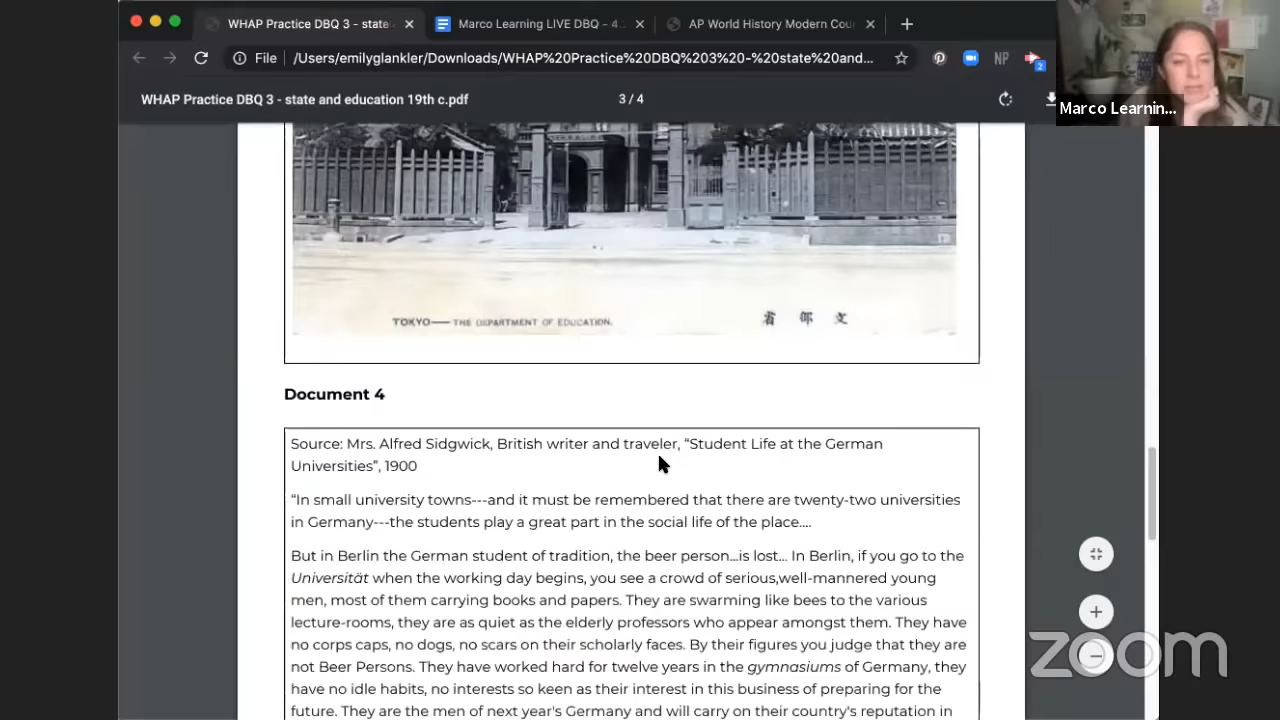 WHAP Practice DBQ 3 - state
Marco Learning LIVE DBQ - 4.
AP World History Modern Cou
File
/Users/emilyglankler/Downloads/WHAP%20Practice%20DBQ%203%20-%20state%20and...
NP
2
WHAP Practice DBQ 3 - state and education 19th c.pdf
3 / 4
Marco Learnin...
TOKYO— THE DEPARTMENT OF EDUCATION.
省 部 文
Document 4
Source: Mrs. Alfred Sidgwick, British writer and traveler, “Student Life at the German
Universities”, 1900
“In small university towns---and it must be remembered that there are twenty-two universities
in Germany---the students play a great part in the social life of the place....
But in Berlin the German student of tradition, the beer person...is lost... In Berlin, if you go to the
Universität when the working day begins, you see a crowd of serious,well-mannered young
men, most of them carrying books and papers. They are swarming like bees to the various
lecture-rooms, they are as quiet as the elderly professors who appear amongst them. They have
no corps caps, no dogs, no scars on their scholarly faces. By their figures you judge that they are
not Beer Persons. They have worked hard for twelve years in the gymnasiums of Germany, they
have no idle habits, no interests so keen as their interest in this business of preparing for the
future. They are the men of next year's Germany and will carry on their country's reputation in
zoom